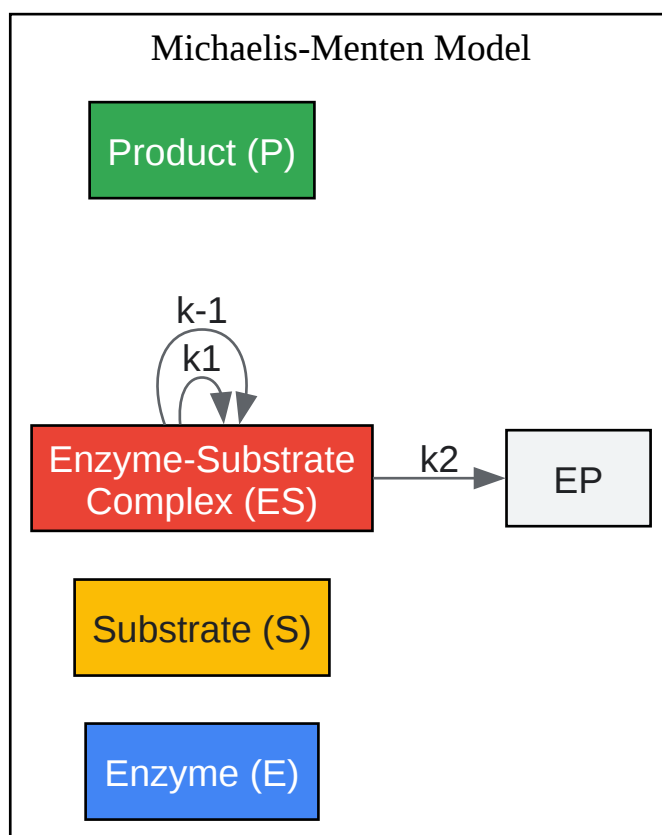 Michaelis-Menten Model
Product (P)
k-1
k1
Enzyme-Substrate
Complex (ES)
k2
EP
Substrate (S)
Enzyme (E)